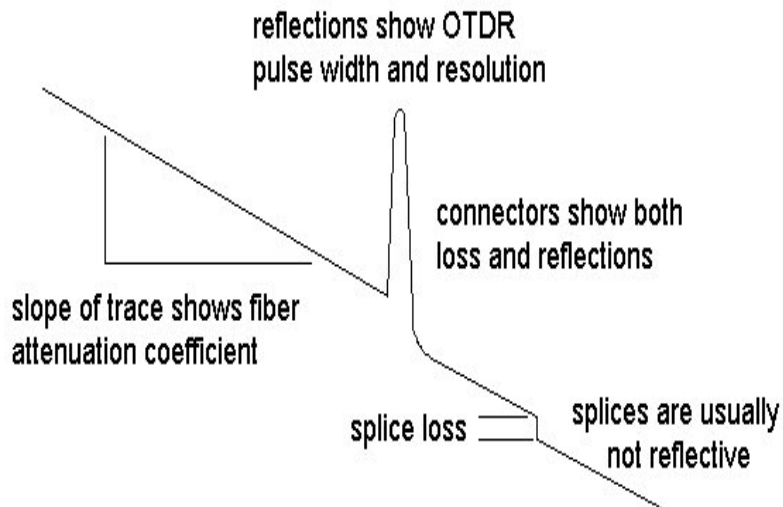 reflections show OTDR
pulse width and resolution
connectors show both
loss and reflections
slope of trace shows fiber
attenuation coefficient
splice loss
splices are usually
not reflective